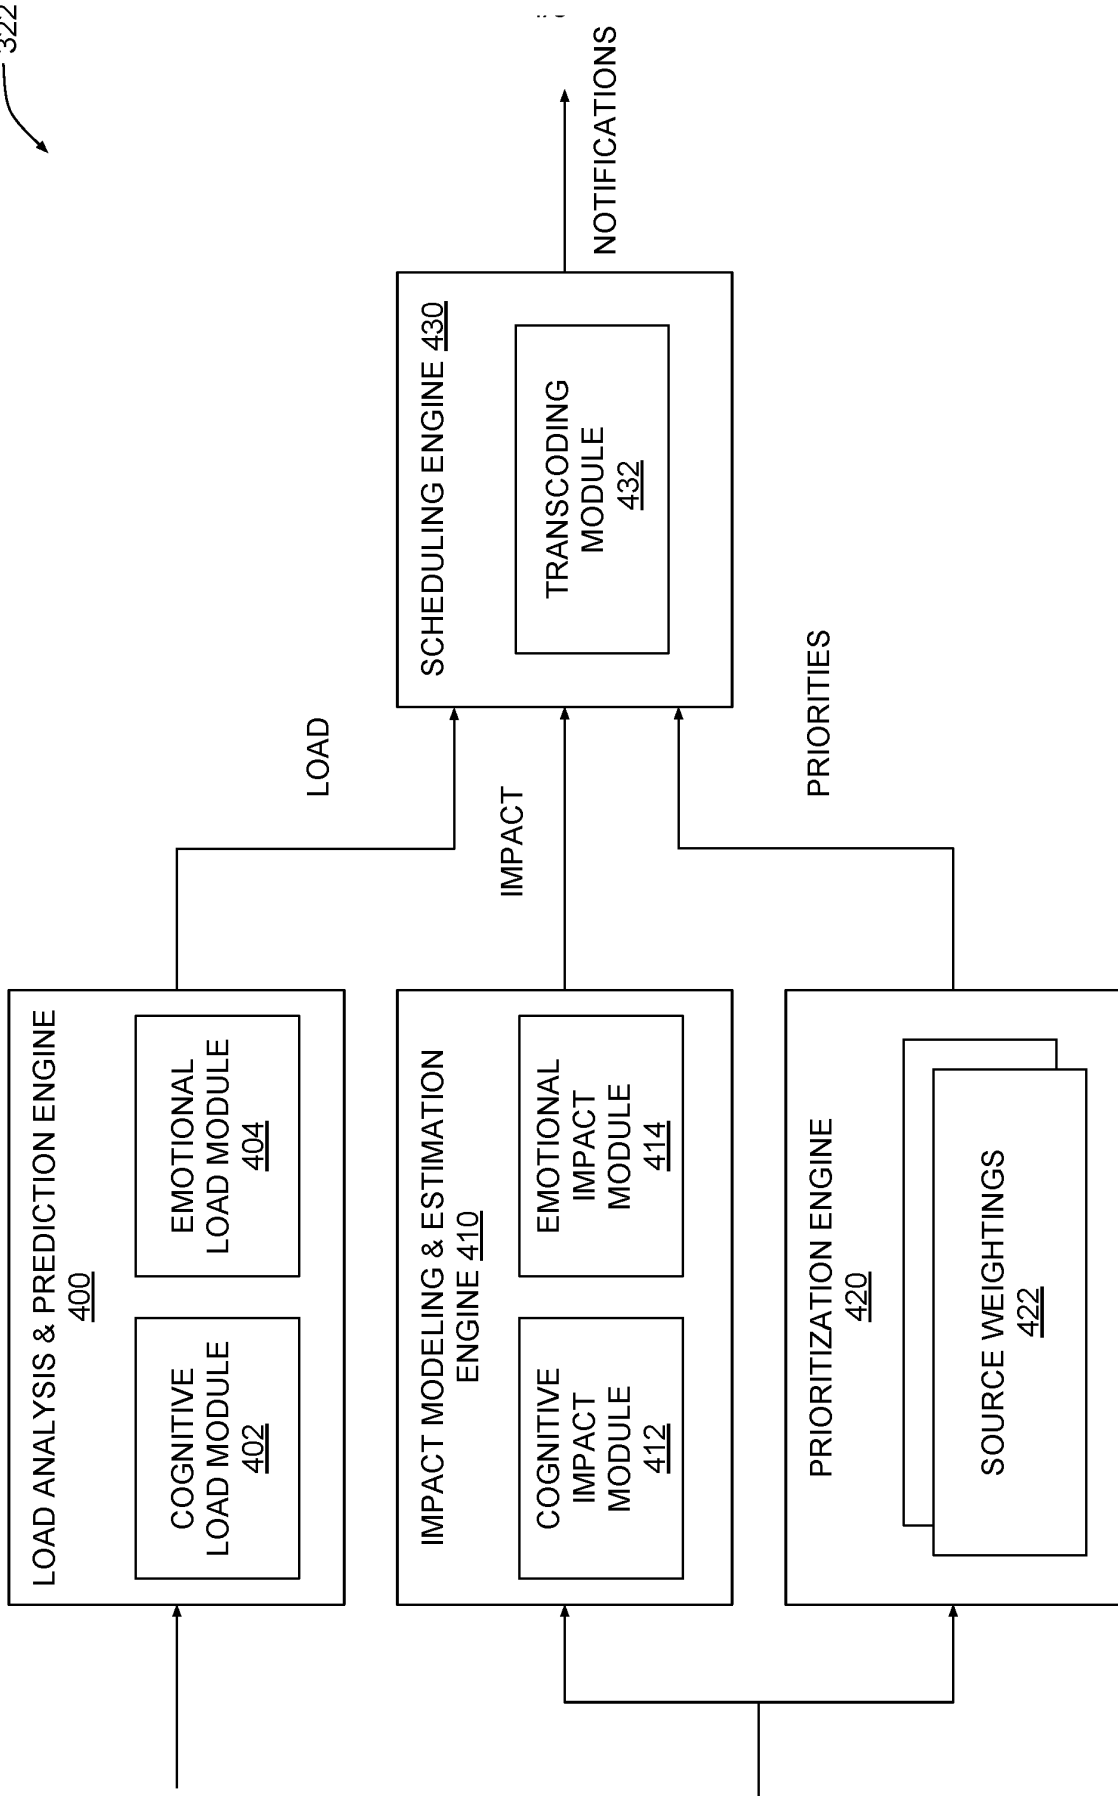 322
LOAD ANALYSIS & PREDICTION ENGINE
400
COGNITIVE
LOAD MODULE
402
EMOTIONAL
LOAD MODULE
404
LOAD
IMPACT MODELING & ESTIMATION
ENGINE 410
COGNITIVE
IMPACT
MODULE
412
EMOTIONAL
IMPACT
MODULE
414
IMPACT
PRIORITIZATION ENGINE
420
SOURCE WEIGHTINGS
422
PRIORITIES
SCHEDULING ENGINE 430
TRANSCODING
MODULE
432
NOTIFICATIONS